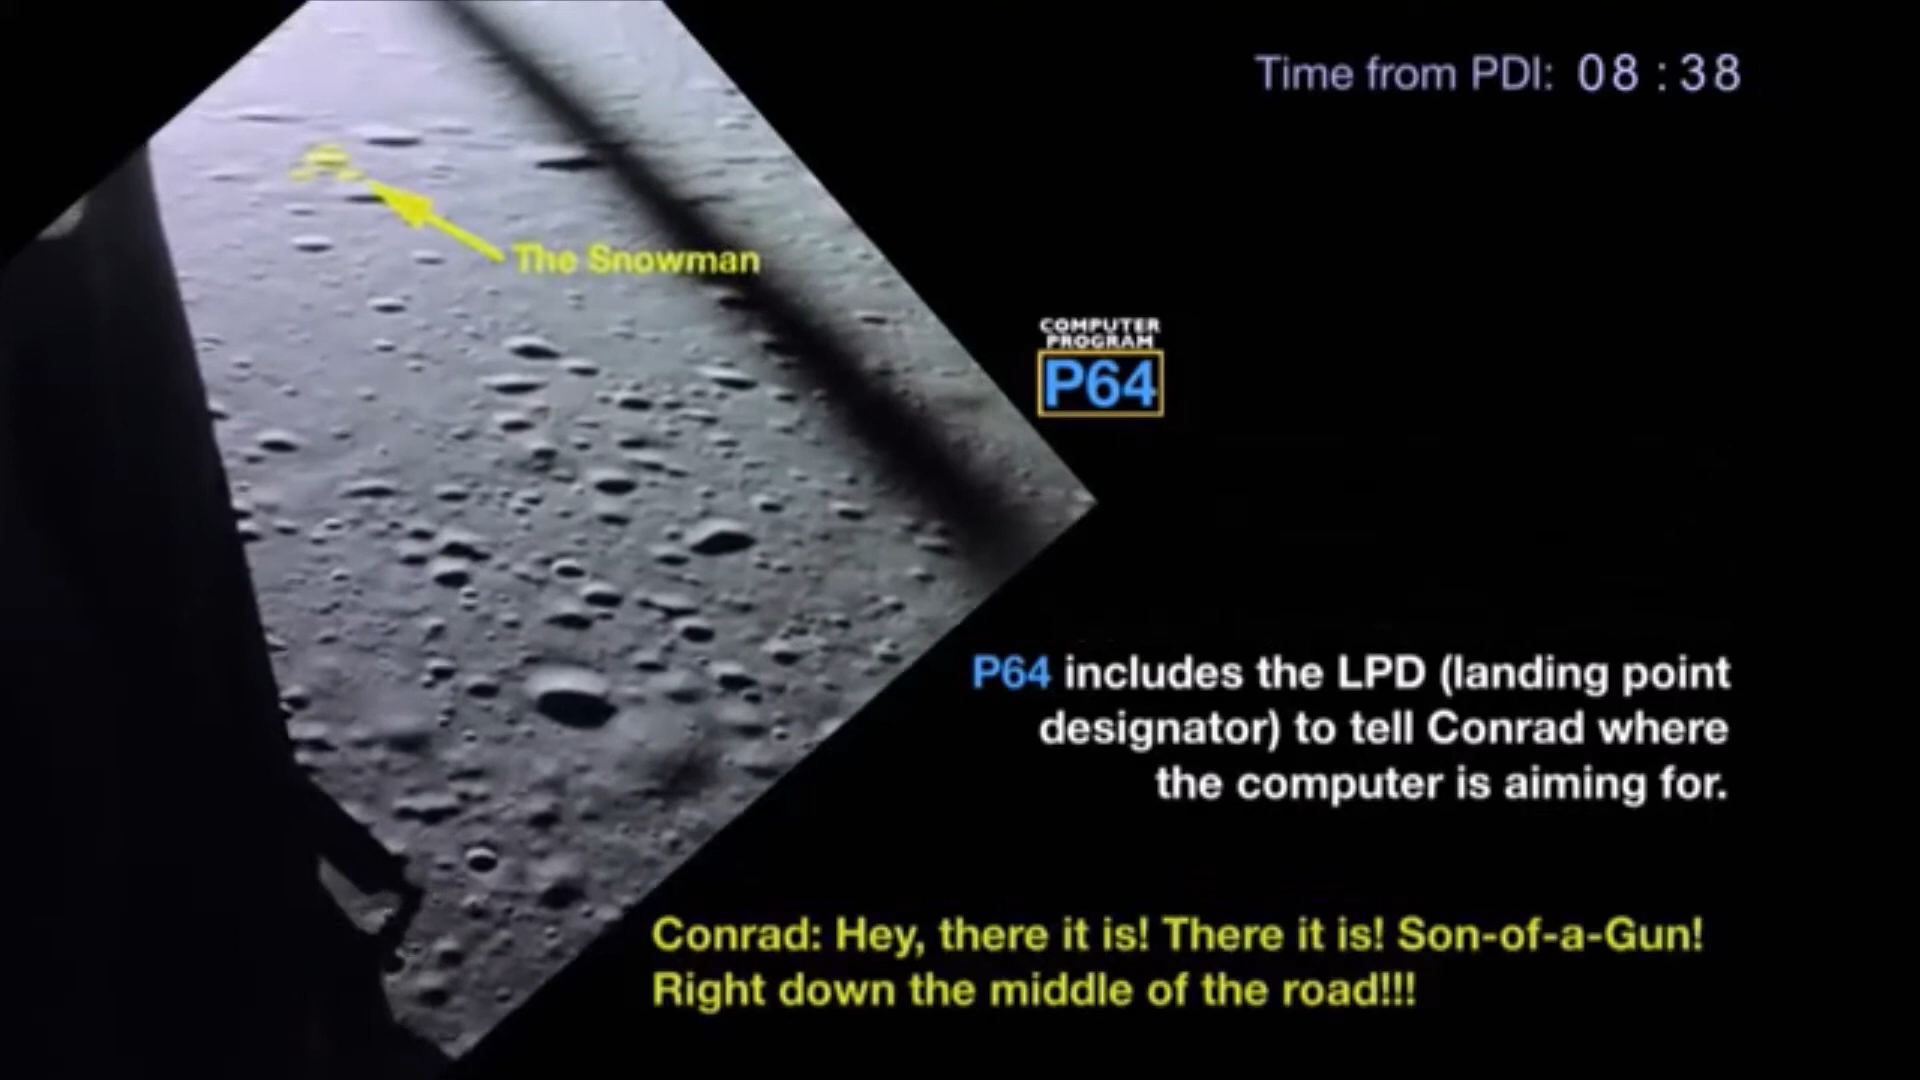 Time from PDI: 08:38
The Snowman
COMPUTER
PROGRAM
P64
P64 includes the LPD (landing point
designator) to tell Conrad where
the computer is aiming for.
Conrad: Hey, there it is! There it is! Son-of-a-Gun!
Right down the middle of the road!!!